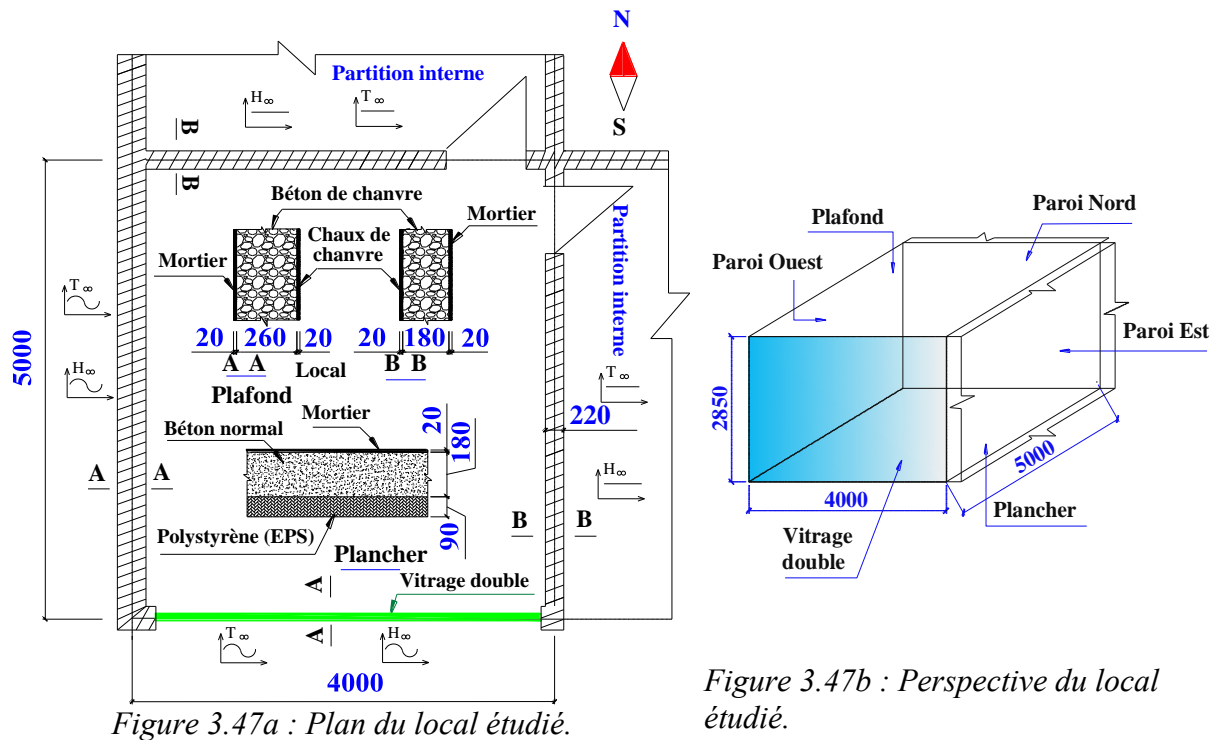 N
S
Partition interne
H∞
T∞
B
B
Béton de chanvre
Mortier
Chaux de
chanvre
Mortier
Partition interne
T∞
H∞
5000
20 260 20
20 180 20
A A
Local
B B
Plafond
Mortier
Béton normal
20
180
90
T∞
220
H∞
A
A
B
B
Polystyrène (EPS)
Plancher
A
Vitrage double
A
T∞
H∞
4000
Figure 3.47a : Plan du local étudié.
Plafond
Paroi Nord
Paroi Ouest
Paroi Est
2850
5000
4000
Plancher
Vitrage
double
Figure 3.47b : Perspective du local
étudié.